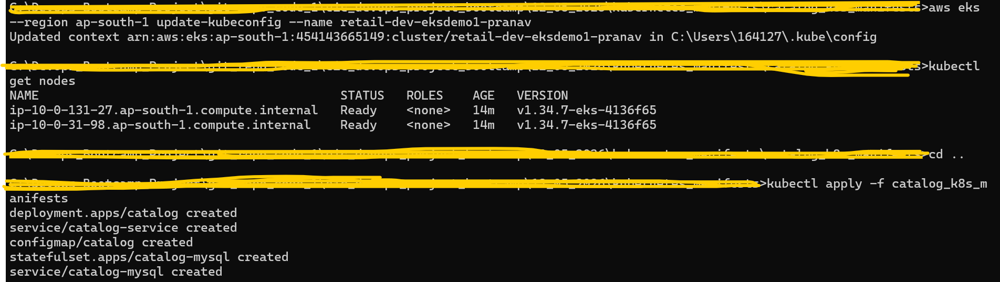 >aws eks
--region ap-south-1 update-kubeconfig --name retail-dev-eksdemo1-pranav
Updated context arn:aws:eks:ap-south-1:454143665149:cluster/retail-dev-eksdemo1-pranav in C:\Users\164127\.kube\config
>kubectl
get nodes
NAME STATUS ROLES AGE VERSION
ip-10-0-131-27.ap-south-1.compute.internal Ready <none> 14m v1.34.7-eks-4136f65
ip-10-0-31-98.ap-south-1.compute.internal Ready <none> 14m v1.34.7-eks-4136f65
>cd ..
>kubectl apply -f catalog_k8s_m
anifests
deployment.apps/catalog created
service/catalog-service created
configmap/catalog created
statefulset.apps/catalog-mysql created
service/catalog-mysql created